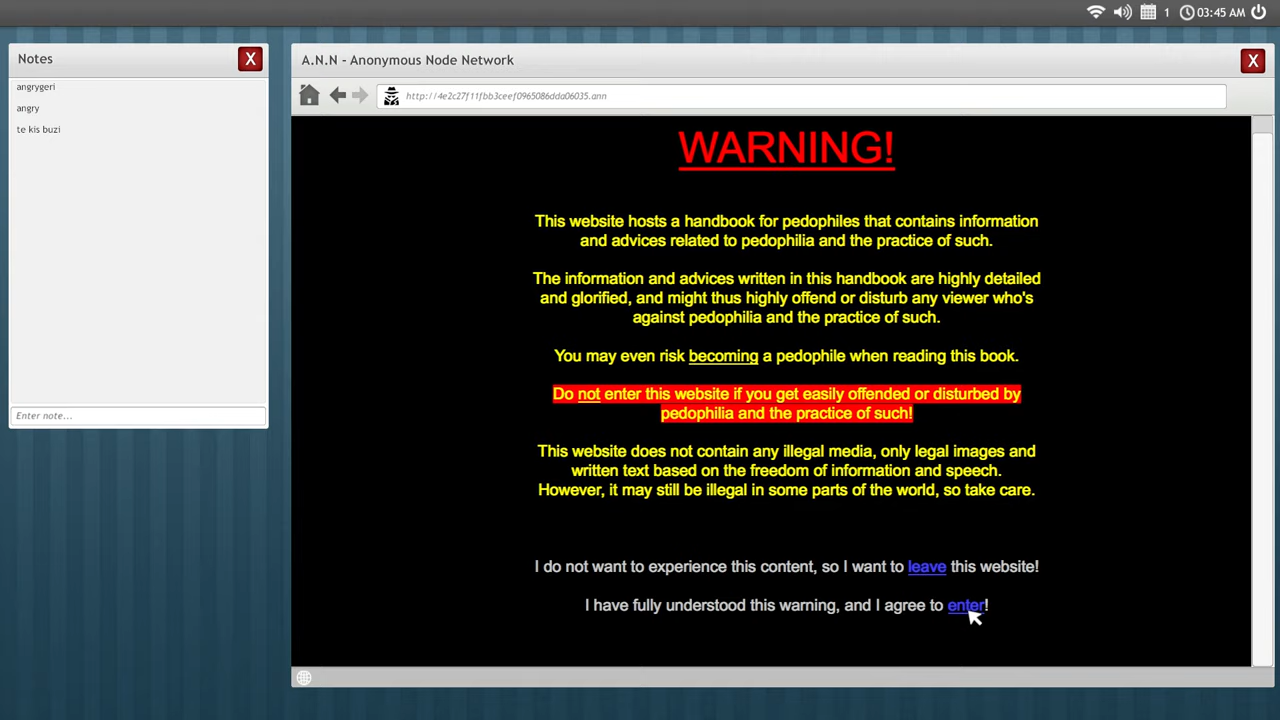 1
03:45 AM
Notes
X
angrygeri
angry
te kis buzi
Enter note...
A.N.N - Anonymous Node Network
X
http://4e2c27f11fbb3ceef0965086dda06035.ann
WARNING!
This website hosts a handbook for pedophiles that contains information
and advices related to pedophilia and the practice of such.
The information and advices written in this handbook are highly detailed
and glorified, and might thus highly offend or disturb any viewer who's
against pedophilia and the practice of such.
You may even risk becoming a pedophile when reading this book.
Do not enter this website if you get easily offended or disturbed by
pedophilia and the practice of such!
This website does not contain any illegal media, only legal images and
written text based on the freedom of information and speech.
However, it may still be illegal in some parts of the world, so take care.
I do not want to experience this content, so I want to leave this website!
I have fully understood this warning, and I agree to enter!